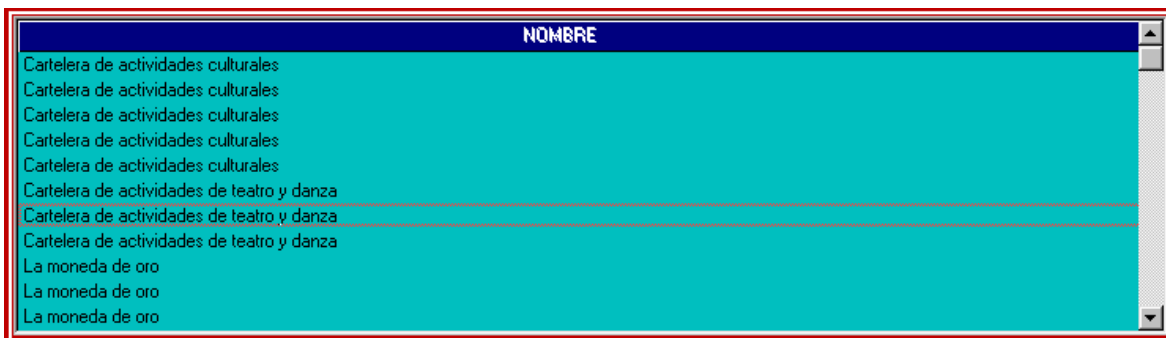 NOMBRE
Cartelera de actividades culturales
Cartelera de actividades culturales
Cartelera de actividades culturales
Cartelera de actividades culturales
Cartelera de actividades culturales
Cartelera de actividades de teatro y danza
Cartelera de actividades de teatro y danza
Cartelera de actividades de teatro y danza
La moneda de oro
La moneda de oro
La moneda de oro